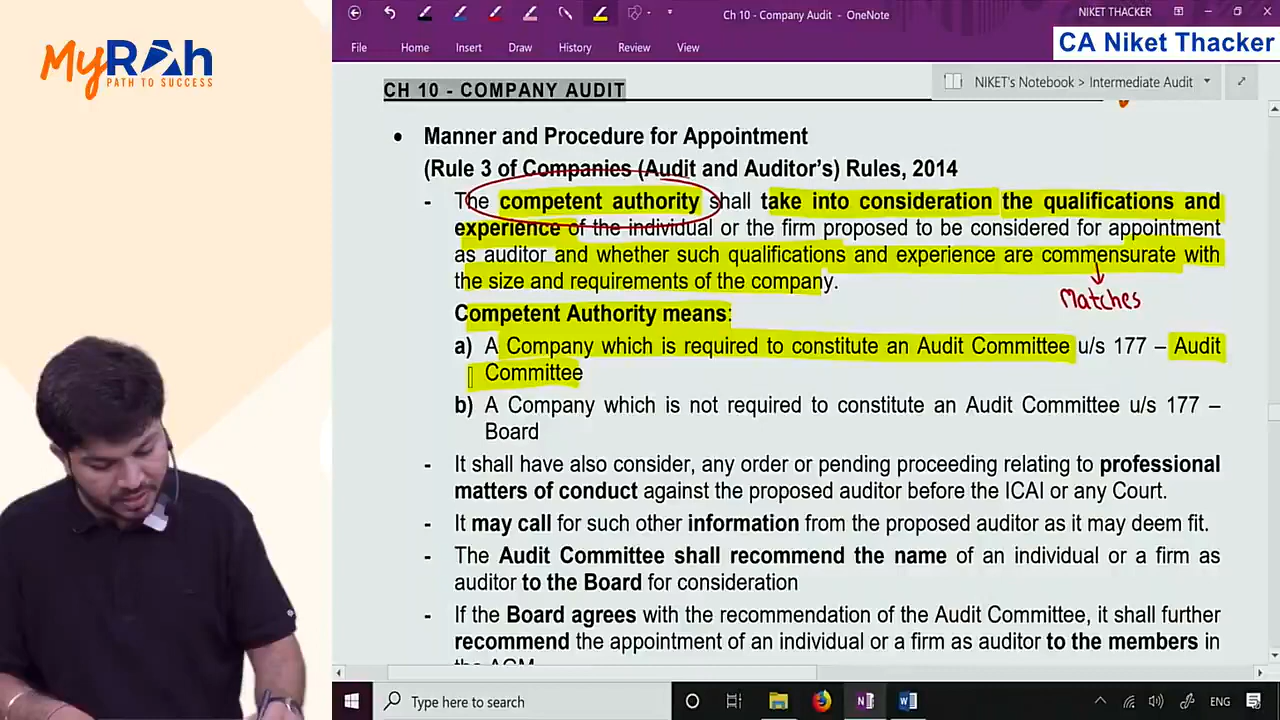 MyRAh
PATH TO SUCCESS
Ch 10 - Company Audit - OneNote
NIKET THACKER
CA Niket Thacker
File Home Insert Draw History Review View
NIKET's Notebook > Intermediate Audit
CH 10 - COMPANY AUDIT
• Manner and Procedure for Appointment
(Rule 3 of Companies (Audit and Auditor's) Rules, 2014
- The competent authority shall take into consideration the qualifications and
experience of the individual or the firm proposed to be considered for appointment
as auditor and whether such qualifications and experience are commensurate with
the size and requirements of the company.
Matches
Competent Authority means:
a) A Company which is required to constitute an Audit Committee u/s 177 – Audit
Committee
b) A Company which is not required to constitute an Audit Committee u/s 177 –
Board
- It shall have also consider, any order or pending proceeding relating to professional
matters of conduct against the proposed auditor before the ICAI or any Court.
- It may call for such other information from the proposed auditor as it may deem fit.
- The Audit Committee shall recommend the name of an individual or a firm as
auditor to the Board for consideration
- If the Board agrees with the recommendation of the Audit Committee, it shall further
recommend the appointment of an individual or a firm as auditor to the members in
the AGM
Type here to search
ENG